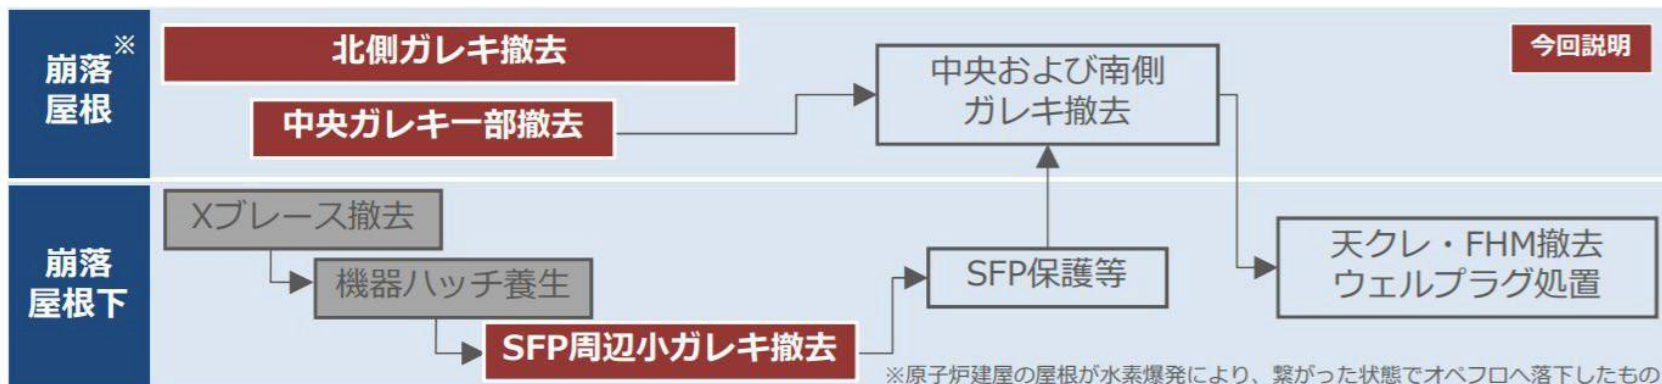 崩落※
屋根
北側ガレキ撤去
中央ガレキ一部撤去
中央および南側
ガレキ撤去
今回説明
崩落
屋根下
Xブレース撤去
機器ハッチ養生
SFP周辺小ガレキ撤去
SFP保護等
天クレ・FHM撤去
ウェルプラグ処置
※原子炉建屋の屋根が水素爆発により、繋がった状態でオペフロへ落下したもの